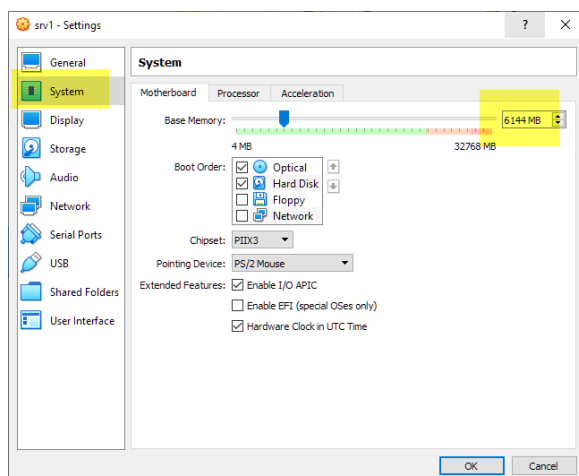 srv1 - Settings
?
General
System
Display
Storage
Audio
Network
Serial Ports
USB
Shared Folders
User Interface
System
Motherboard Processor Acceleration
Base Memory: 6144 MB
4 MB 32768 MB
Boot Order: Optical
Hard Disk
Floppy
Network
Chipset: PIIX3
Pointing Device: PS/2 Mouse
Extended Features: Enable I/O APIC
Enable EFI (special OSes only)
Hardware Clock in UTC Time
OK Cancel